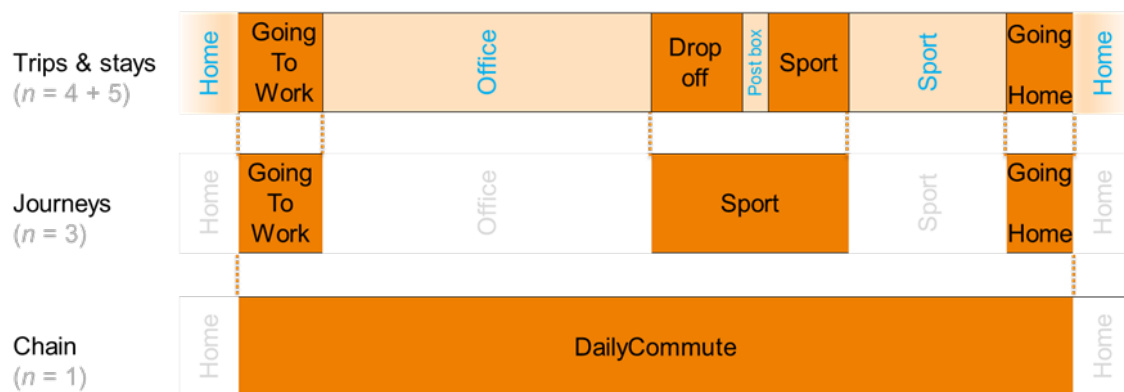 Trips & stays
(n = 4 + 5)
Home
Going
To
Work
Office
Drop
off
Post box
Sport
Sport
Going
Home
Home
Journeys
(n = 3)
Home
Going
To
Work
Office
Sport
Sport
Going
Home
Home
Chain
(n = 1)
Home
DailyCommute
Home